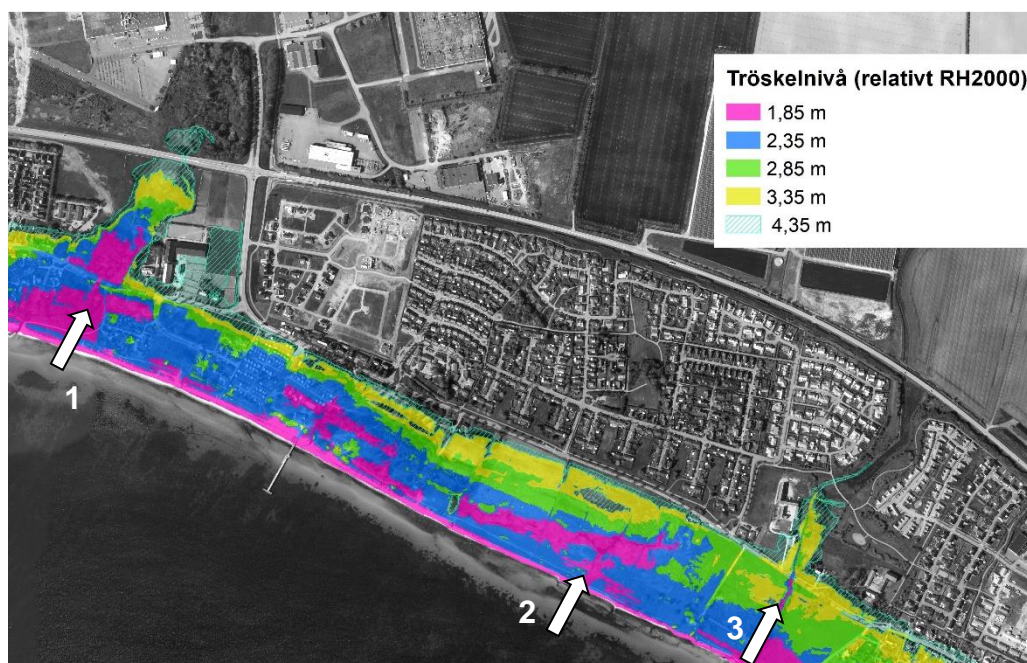 Tröskelnivå (relativt RH2000)
1,85 m
2,35 m
2,85 m
3,35 m
4,35 m
1
2
3